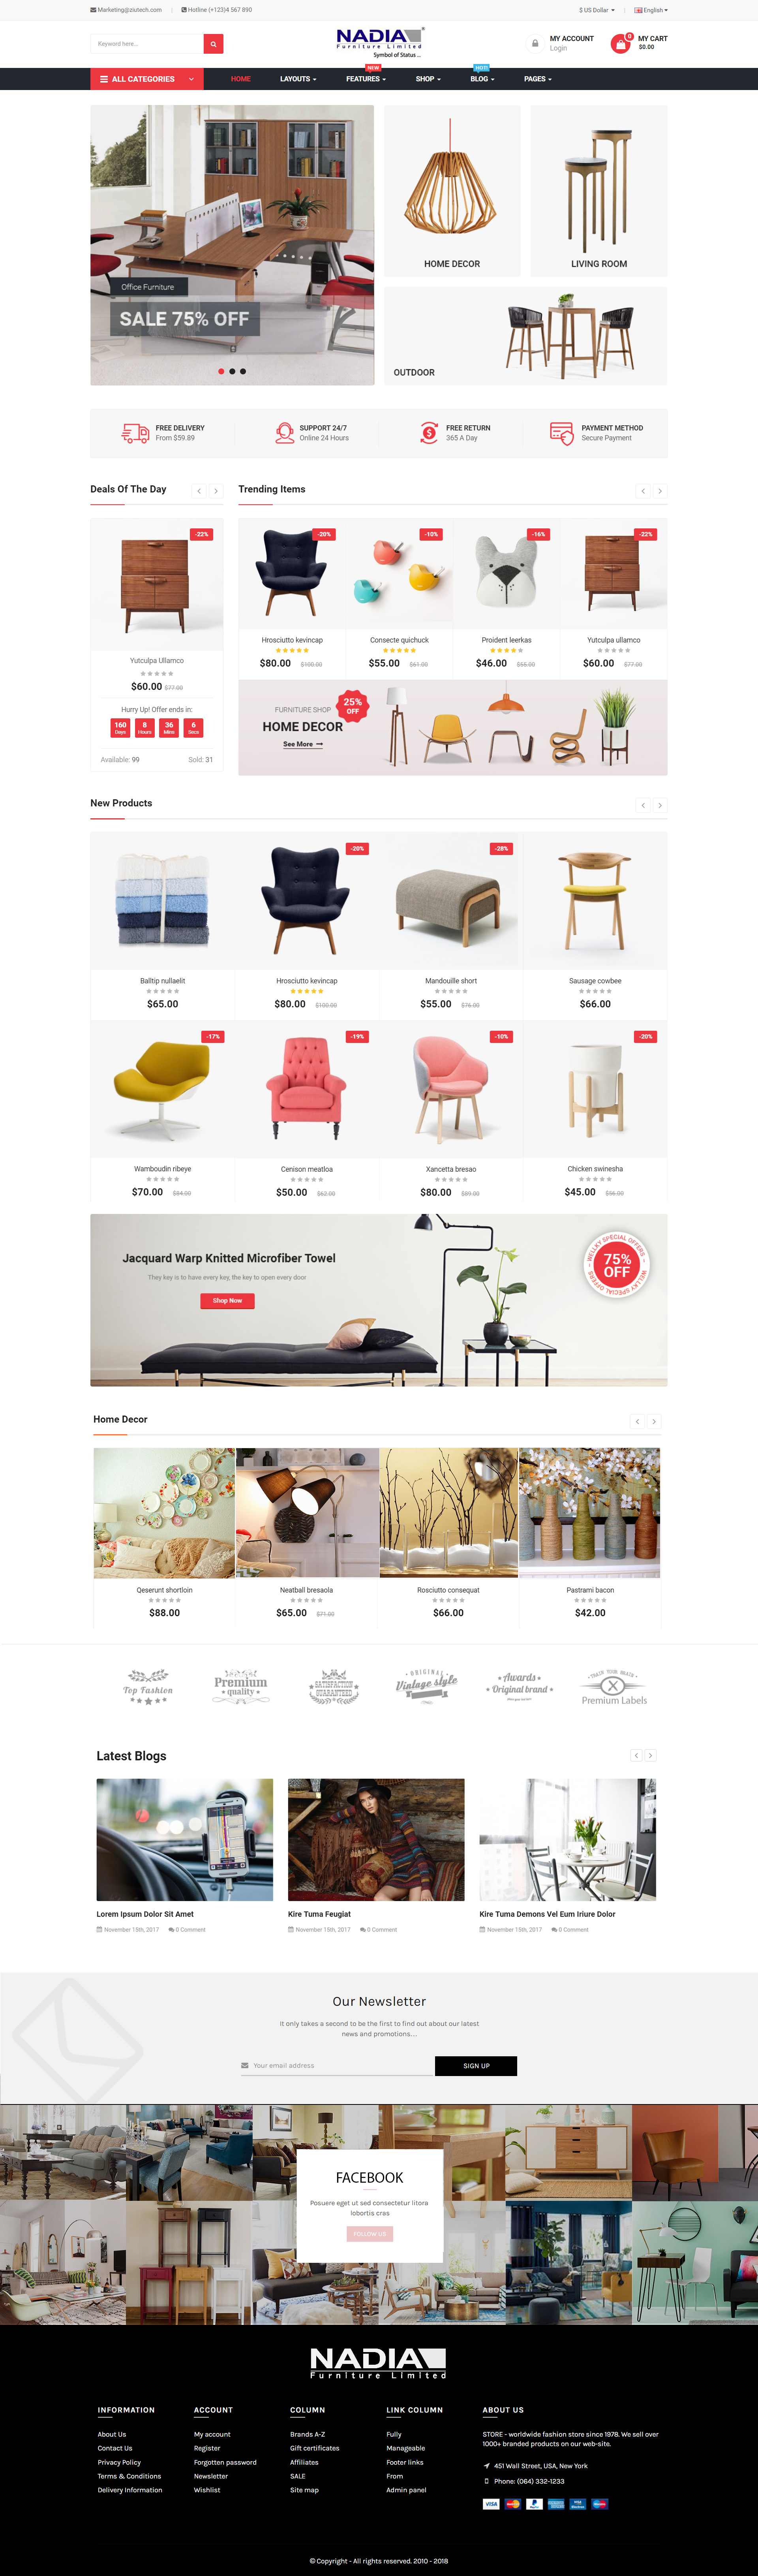 Marketing@ziutech.com | Hotline (+123)4 567 890
$ US Dollar | English
Keyword here...
NADIA
Furniture Limited
Symbol of Status ...
MY ACCOUNT
Login
0
MY CART
$0.00
ALL CATEGORIES
HOME
LAYOUTS
NEW
FEATURES
SHOP
HOT!
BLOG
PAGES
Office Furniture
SALE 75% OFF
HOME DECOR
LIVING ROOM
OUTDOOR
FREE DELIVERY
From $59.89
SUPPORT 24/7
Online 24 Hours
FREE RETURN
365 A Day
PAYMENT METHOD
Secure Payment
Deals Of The Day
-22%
Yutculpa Ullamco
$60.00 $77.00
Hurry Up! Offer ends in:
160 Days
8 Hours
36 Mins
6 Secs
Available: 99
Sold: 31
Trending Items
-20%
Hrosciutto kevincap
$80.00 $100.00
-10%
Consecte quichuck
$55.00 $61.00
-16%
Proident leerkas
$46.00 $55.00
-22%
Yutculpa ullamco
$60.00 $77.00
FURNITURE SHOP
HOME DECOR
25% OFF
See More
New Products
Balltip nullaelit
$65.00
-20%
Hrosciutto kevincap
$80.00 $100.00
-28%
Mandouille short
$55.00 $76.00
Sausage cowbee
$66.00
-17%
Wamboudin ribeye
$70.00 $84.00
-19%
Cenison meatloa
$50.00 $62.00
-10%
Xancetta bresao
$80.00 $89.00
-20%
Chicken swinesha
$45.00 $56.00
Jacquard Warp Knitted Microfiber Towel
They key is to have every key, the key to open every door
Shop Now
WELLKY SPECIAL OFFERS
75% OFF
WELLKY SPECIAL OFFERS
Home Decor
Qeserunt shortloin
$88.00
Neatball bresaola
$65.00 $71.00
Rosciutto consequat
$66.00
Pastrami bacon
$42.00
Top Fashion
Premium quality
SATISFACTION GUARANTEED
ORIGINAL Vintage style
Awards Original brand
TRAIN YOUR BRAIN
Premium Labels
Latest Blogs
Lorem Ipsum Dolor Sit Amet
November 15th, 2017 0 Comment
Kire Tuma Feugiat
November 15th, 2017 0 Comment
Kire Tuma Demons Vel Eum Iriure Dolor
November 15th, 2017 0 Comment
Our Newsletter
It only takes a second to be the first to find out about our latest
news and promotions...
Your email address
SIGN UP
FACEBOOK
Posuere eget ut sed consectetur litora
lobortis cras
FOLLOW US
NADIA
Furniture Limited
INFORMATION
About Us
Contact Us
Privacy Policy
Terms & Conditions
Delivery Information
ACCOUNT
My account
Register
Forgotten password
Newsletter
Wishlist
COLUMN
Brands A-Z
Gift certificates
Affiliates
SALE
Site map
LINK COLUMN
Fully
Manageable
Footer links
From
Admin panel
ABOUT US
STORE - worldwide fashion store since 1978. We sell over
1000+ branded products on our web-site.
451 Wall Street, USA, New York
Phone: (064) 332-1233
VISA
PayPal
© Copyright - All rights reserved. 2010 - 2018